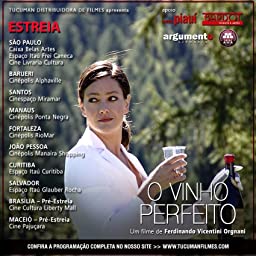 TUCUMAN DISTRIBUIDORA DE FILMES apresenta
apoio
piauí
argument
ESTREIA
SÃO PAULO
Caixa Belas Artes
Espaço Itaú Frei Caneca
Cine Livraria Cultura
BARUERI
Cinépolis Alphaville
SANTOS
Cinespaço Miramar
MANAUS
Cinépolis Ponta Negra
FORTALEZA
Cinépolis RioMar
JOÃO PESSOA
Cinépolis Manaíra Shopping
CURITIBA
Espaço Itaú Curitiba
SALVADOR
Espaço Itaú Glauber Rocha
BRASILIA - Pré-Estreia
Cine Cultura Liberty Mall
MACEIÓ - Pré-Estreia
Cine Pajuçara
O VINHO
PERFEITO
Um filme de Ferdinando Vicentini Orgnani
CONFIRA A PROGRAMAÇÃO COMPLETA NO NOSSO SITE >> WWW.TUCUMANFILMES.COM